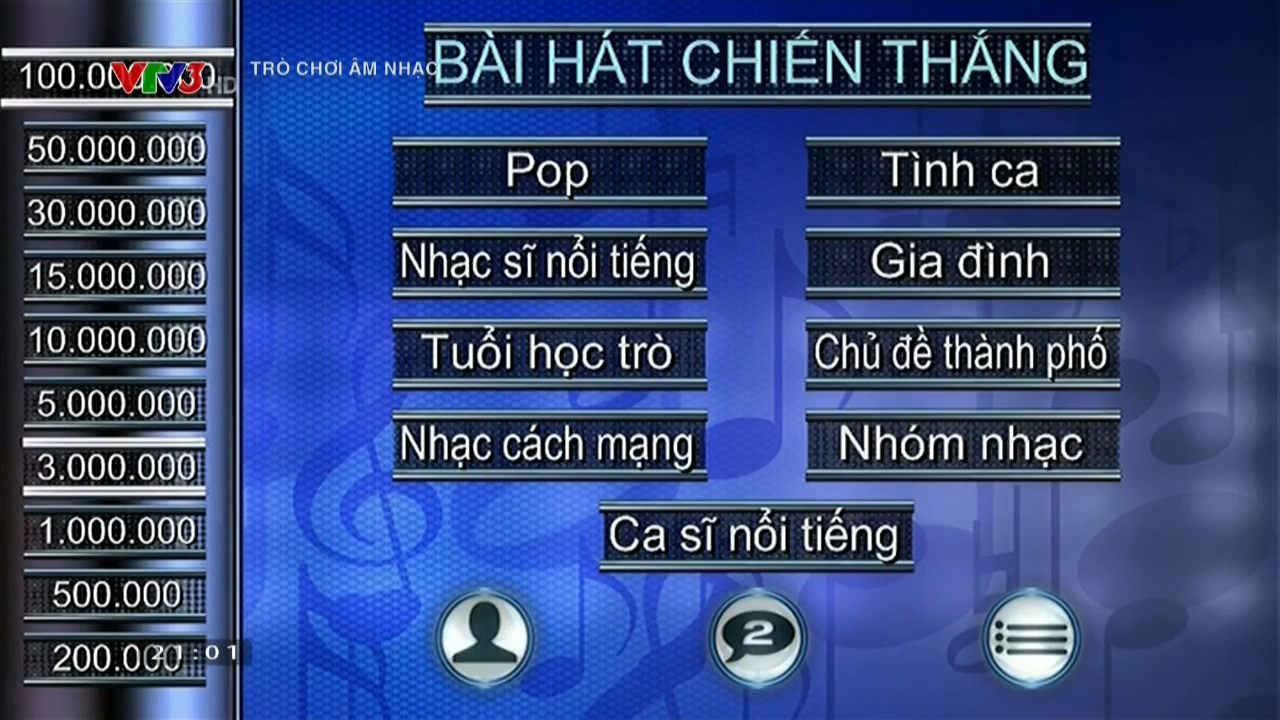 BÀI HÁT CHIẾN THẮNG
TRÒ CHƠI ÂM NHẠC
VTV3
HD
50.000.000
30.000.000
15.000.000
10.000.000
5.000.000
3.000.000
1.000.000
500.000
200.000
21:01
Pop
Tình ca
Nhạc sĩ nổi tiếng
Gia đình
Tuổi học trò
Chủ đề thành phố
Nhạc cách mạng
Nhóm nhạc
Ca sĩ nổi tiếng
2